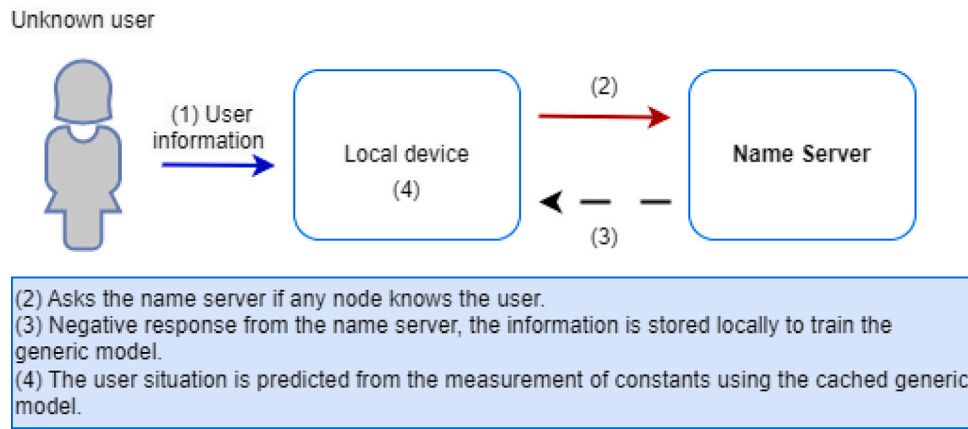 Unknown user
(1) User
information
(2)
Local device
(4)
Name Server
(3)
(2) Asks the name server if any node knows the user.
(3) Negative response from the name server, the information is stored locally to train the
generic model.
(4) The user situation is predicted from the measurement of constants using the cached generic
model.